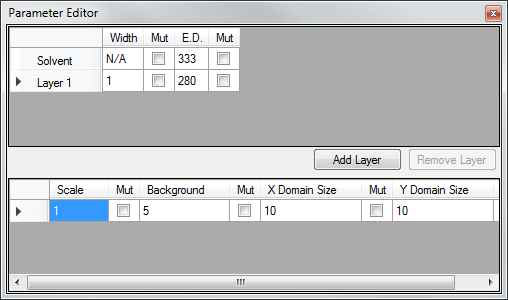 Parameter Editor
Width Mut E.D. Mut
Solvent N/A 333
Layer 1 1 280
Add Layer Remove Layer
Scale Mut Background Mut X Domain Size Mut Y Domain Size
1 5 10 10